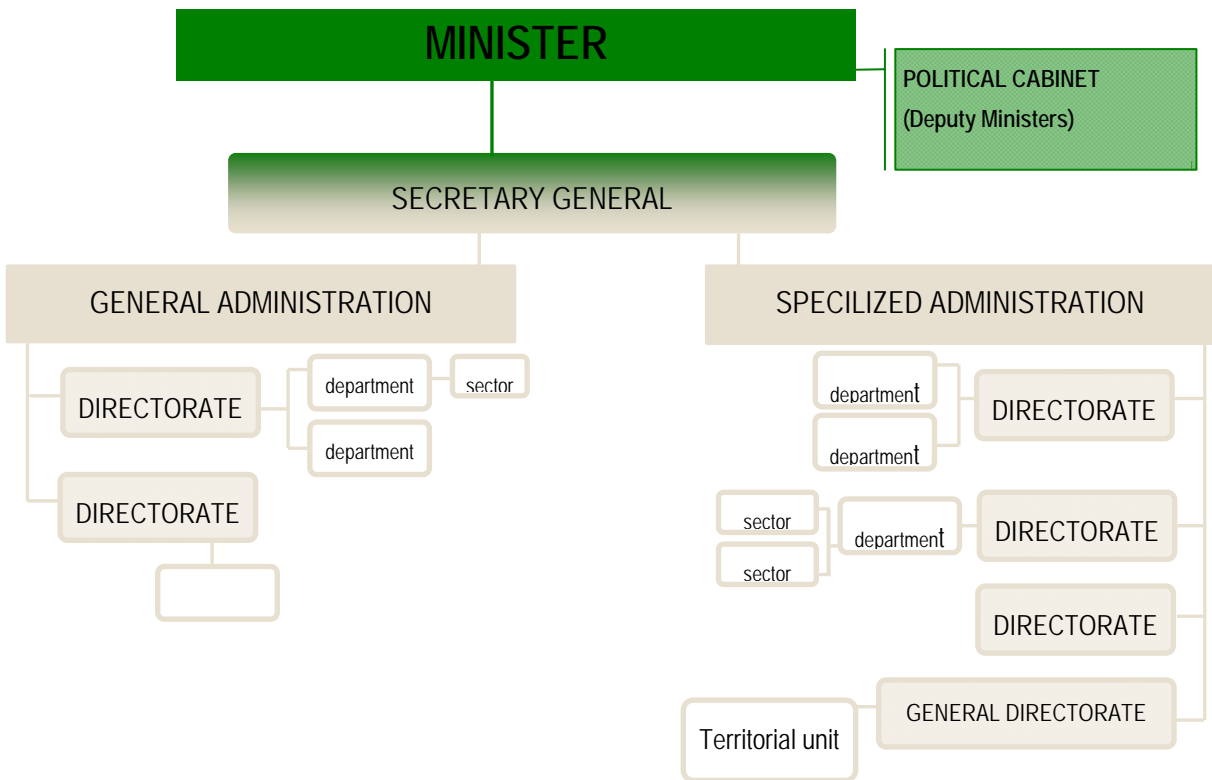 MINISTER
POLITICAL CABINET
(Deputy Ministers)
SECRETARY GENERAL
GENERAL ADMINISTRATION
SPECILIZED ADMINISTRATION
DIRECTORATE
department
sector
department
DIRECTORATE
department
department
DIRECTORATE
sector
sector
department
DIRECTORATE
DIRECTORATE
GENERAL DIRECTORATE
Territorial unit